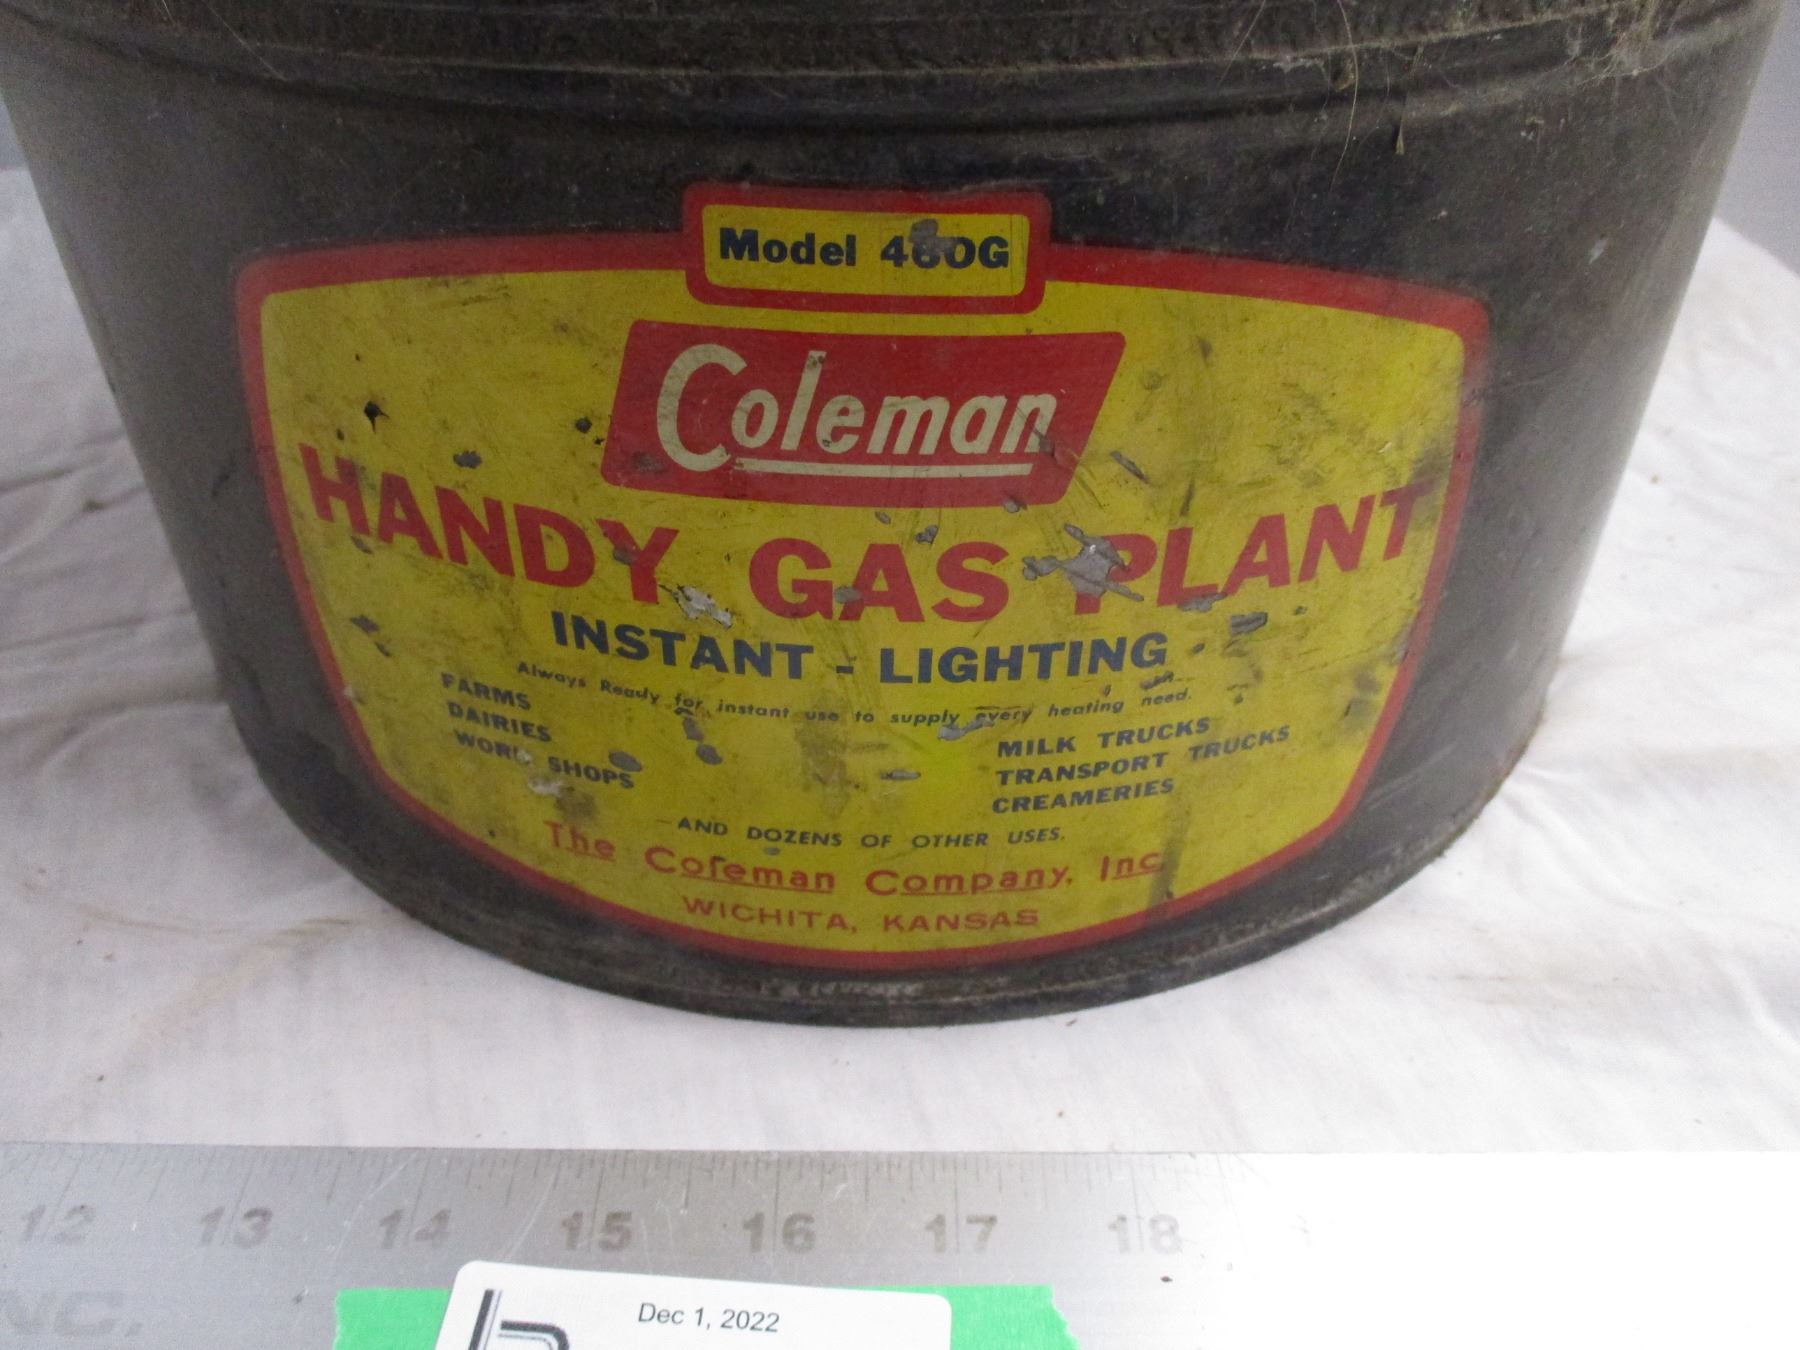 Model 460G
Coleman
HANDY GAS PLANT
INSTANT - LIGHTING
Always Ready for instant use to supply every heating need.
FARMS
DAIRIES
WORK SHOPS
MILK TRUCKS
TRANSPORT TRUCKS
CREAMERIES
AND DOZENS OF OTHER USES.
The Coleman Company, Inc.
WICHITA, KANSAS
12 13 14 15 16 17 18
NC.
Dec 1, 2022